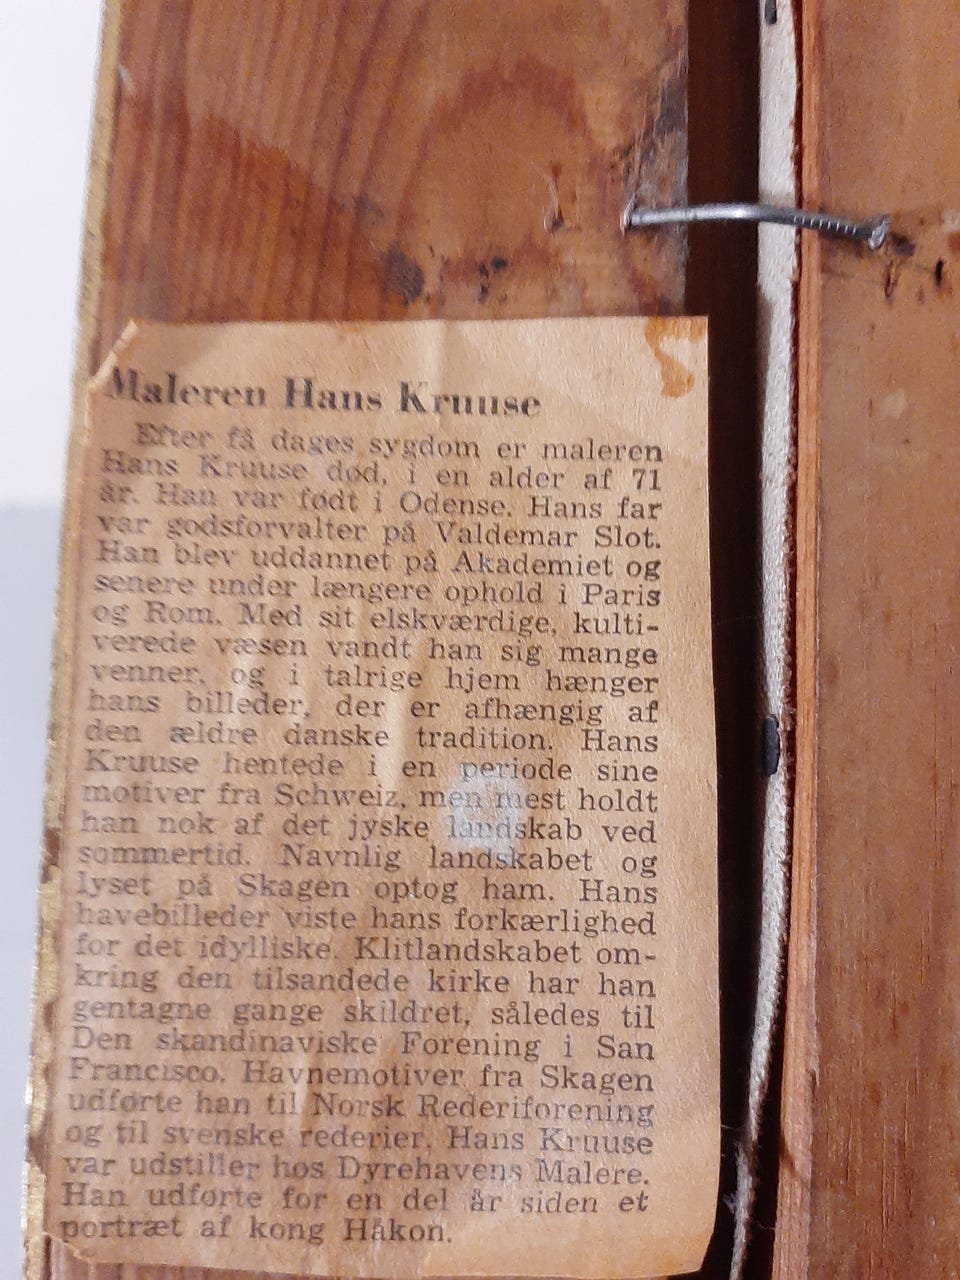 Maleren Hans Kruuse
Efter få dages sygdom er maleren
Hans Kruuse død, i en alder af 71
år. Han var født i Odense. Hans far
var godsforvalter på Valdemar Slot.
Han blev uddannet på Akademiet og
senere under længere ophold i Paris
og Rom. Med sit elskværdige, kulti-
verede væsen vandt han sig mange
venner, og i talrige hjem hænger
hans billeder, der er afhængig af
den ældre danske tradition. Hans
Kruuse hentede i en periode sine
motiver fra Schweiz, men mest holdt
han nok af det jyske landskab ved
sommertid. Navnlig landskabet og
lyset på Skagen optog ham. Hans
havebilleder viste hans forkærlighed
for det idylliske. Klitlandskabet om-
kring den tilsandede kirke har han
gentagne gange skildret, således til
Den skandinaviske Forening i San
Francisco. Havnemotiver fra Skagen
udførte han til Norsk Rederiforening
og til svenske rederier. Hans Kruuse
var udstiller hos Dyrehavens Malere.
Han udførte for en del år siden et
portræt af kong Håkon.